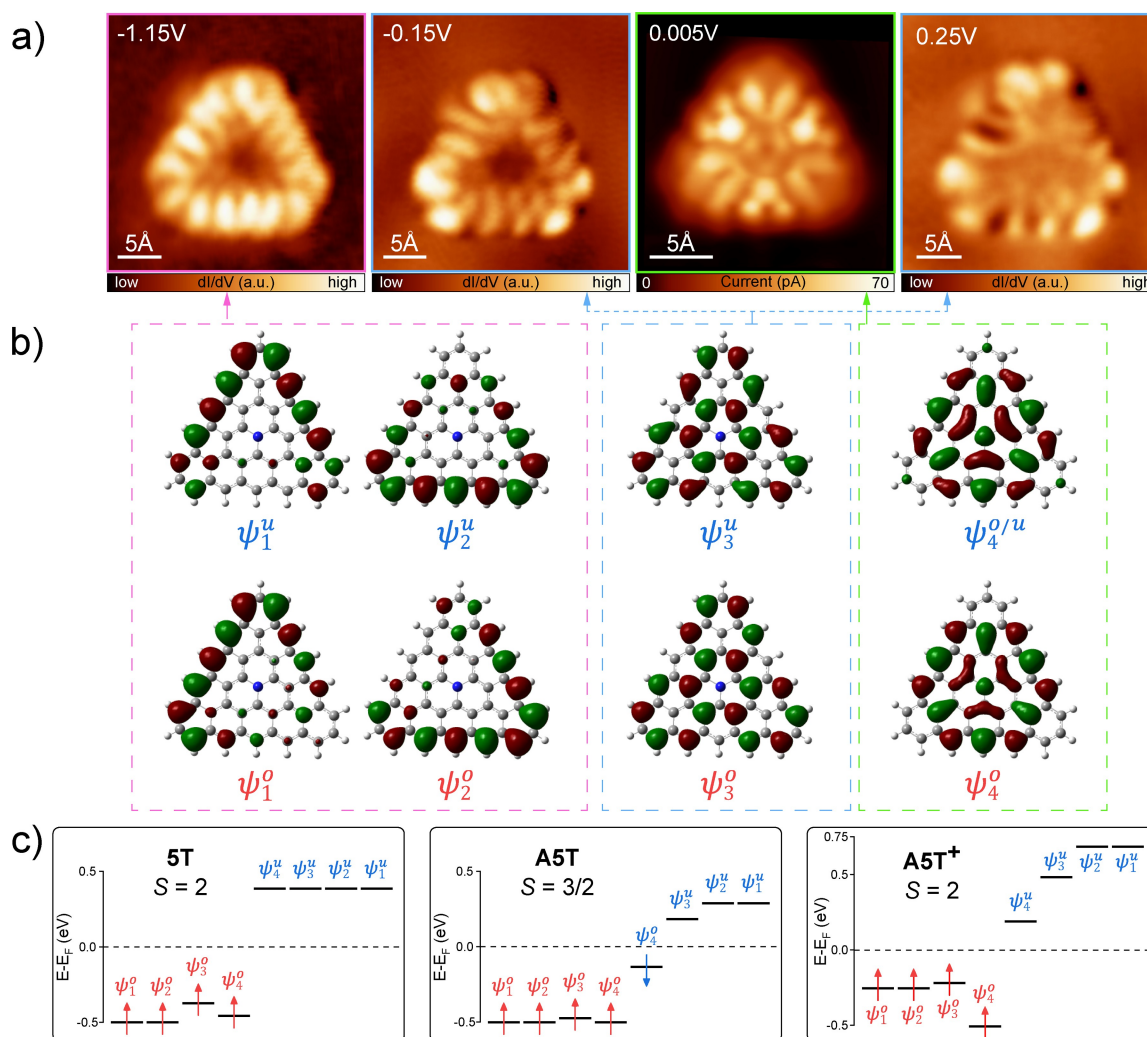 a)
-1.15V
-0.15V
0.005V
0.25V
5Å
5Å
5Å
5Å
low dI/dV (a.u.) high
low dI/dV (a.u.) high
0 Current (pA) 70
low dI/dV (a.u.) high
b)
ψ₁ᵘ
ψ₂ᵘ
ψ₃ᵘ
ψ₄ᵒ/ᵘ
ψ₁ᵒ
ψ₂ᵒ
ψ₃ᵒ
ψ₄ᵒ
c)
5T
S = 2
E-E_F (eV)
0.5
0.0
-0.5
ψ₄ᵘ ψ₃ᵘ ψ₂ᵘ ψ₁ᵘ
ψ₁ᵒ ψ₂ᵒ ψ₃ᵒ ψ₄ᵒ
A5T
S = 3/2
E-E_F (eV)
0.5
0.0
-0.5
ψ₃ᵘ ψ₂ᵘ ψ₁ᵘ
ψ₄ᵒ
ψ₁ᵒ ψ₂ᵒ ψ₃ᵒ ψ₄ᵒ
A5T⁺
S = 2
E-E_F (eV)
0.75
0.5
0.0
-0.5
ψ₃ᵘ ψ₂ᵘ ψ₁ᵘ
ψ₄ᵘ
ψ₁ᵒ ψ₂ᵒ ψ₃ᵒ ψ₄ᵒ